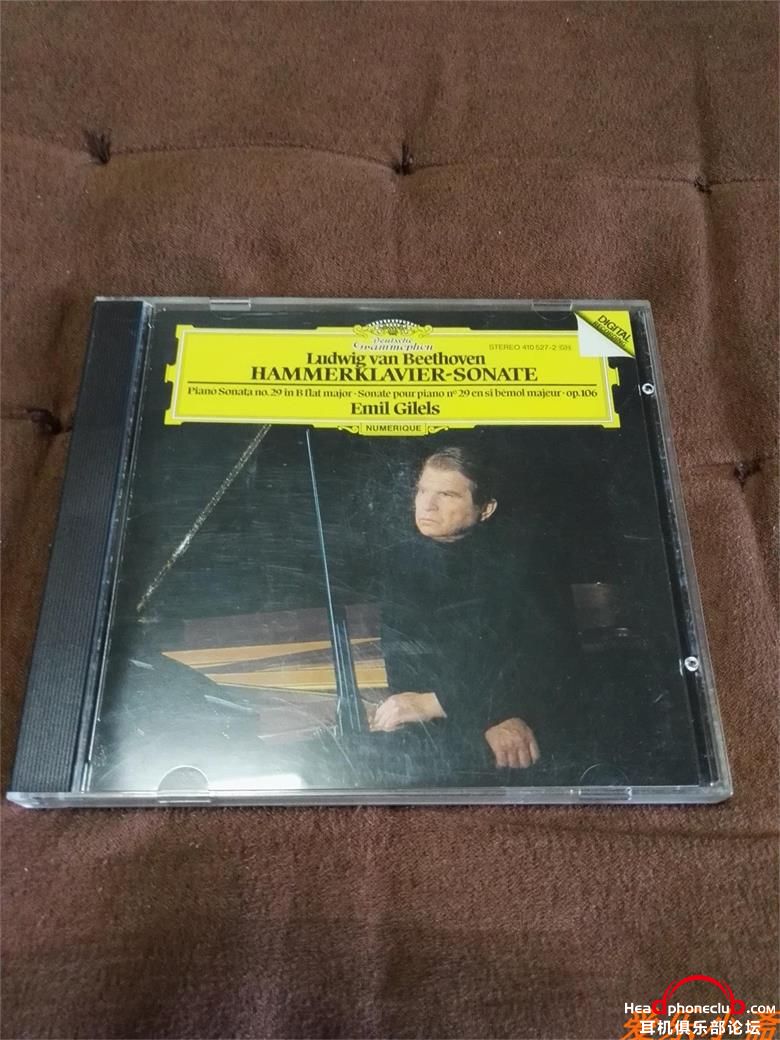 DIGITAL
RECORDING
Deutsche
Grammophon
STEREO 410 527-2 GH
Ludwig van Beethoven
HAMMERKLAVIER-SONATE
Piano Sonata no. 29 in B flat major · Sonate pour piano nº 29 en si bémol majeur · op. 106
Emil Gilels
NUMERIQUE
Headphoneclub.com
耳机俱乐部论坛